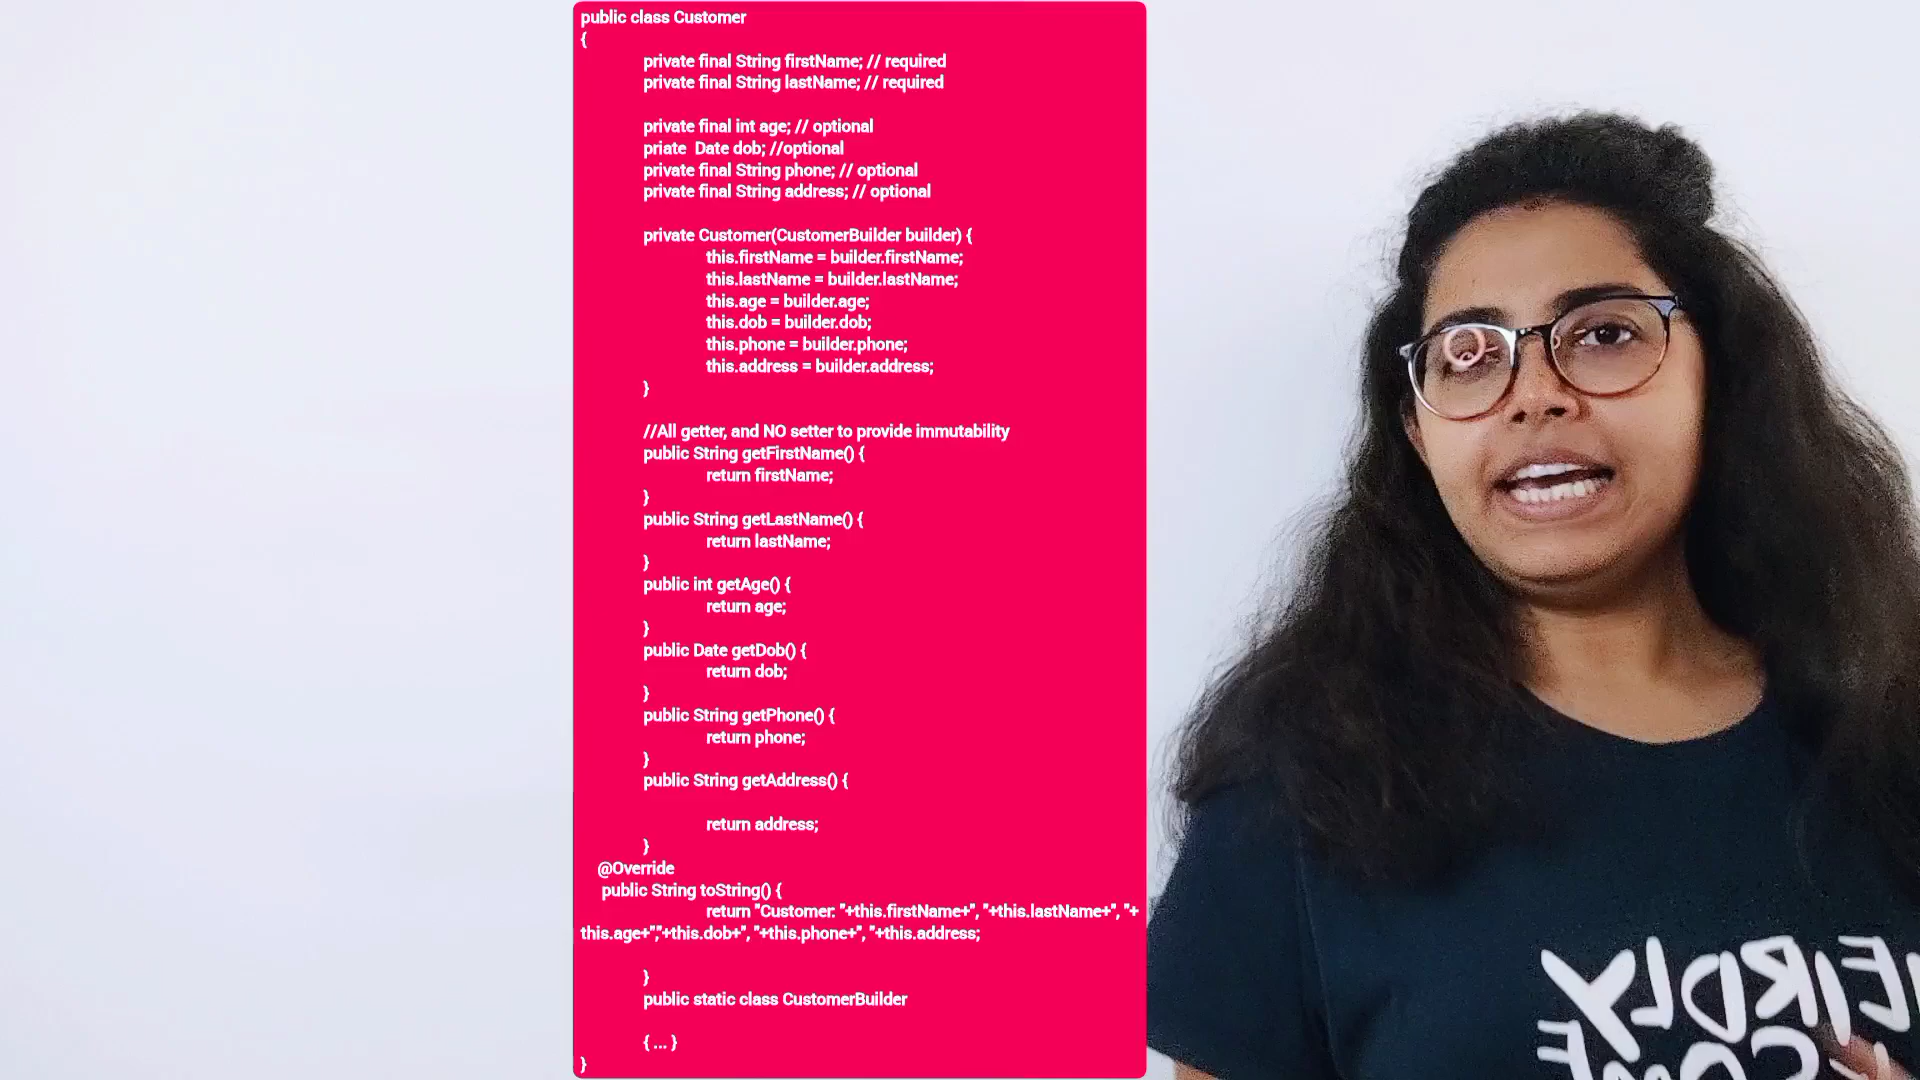 public class Customer
{
private final String firstName; // required
private final String lastName; // required
private final int age; // optional
priate  Date dob; //optional
private final String phone; // optional
private final String address; // optional
private Customer(CustomerBuilder builder) {
this.firstName = builder.firstName;
this.lastName = builder.lastName;
this.age = builder.age;
this.dob = builder.dob;
this.phone = builder.phone;
this.address = builder.address;
}
//All getter, and NO setter to provide immutability
public String getFirstName() {
return firstName;
}
public String getLastName() {
return lastName;
}
public int getAge() {
return age;
}
public Date getDob() {
return dob;
}
public String getPhone() {
return phone;
}
public String getAddress() {
return address;
}
@Override
public String toString() {
return "Customer: "+this.firstName+", "+this.lastName+", "+
this.age+","+this.dob+", "+this.phone+", "+this.address;
}
public static class CustomerBuilder
{ ... }
}